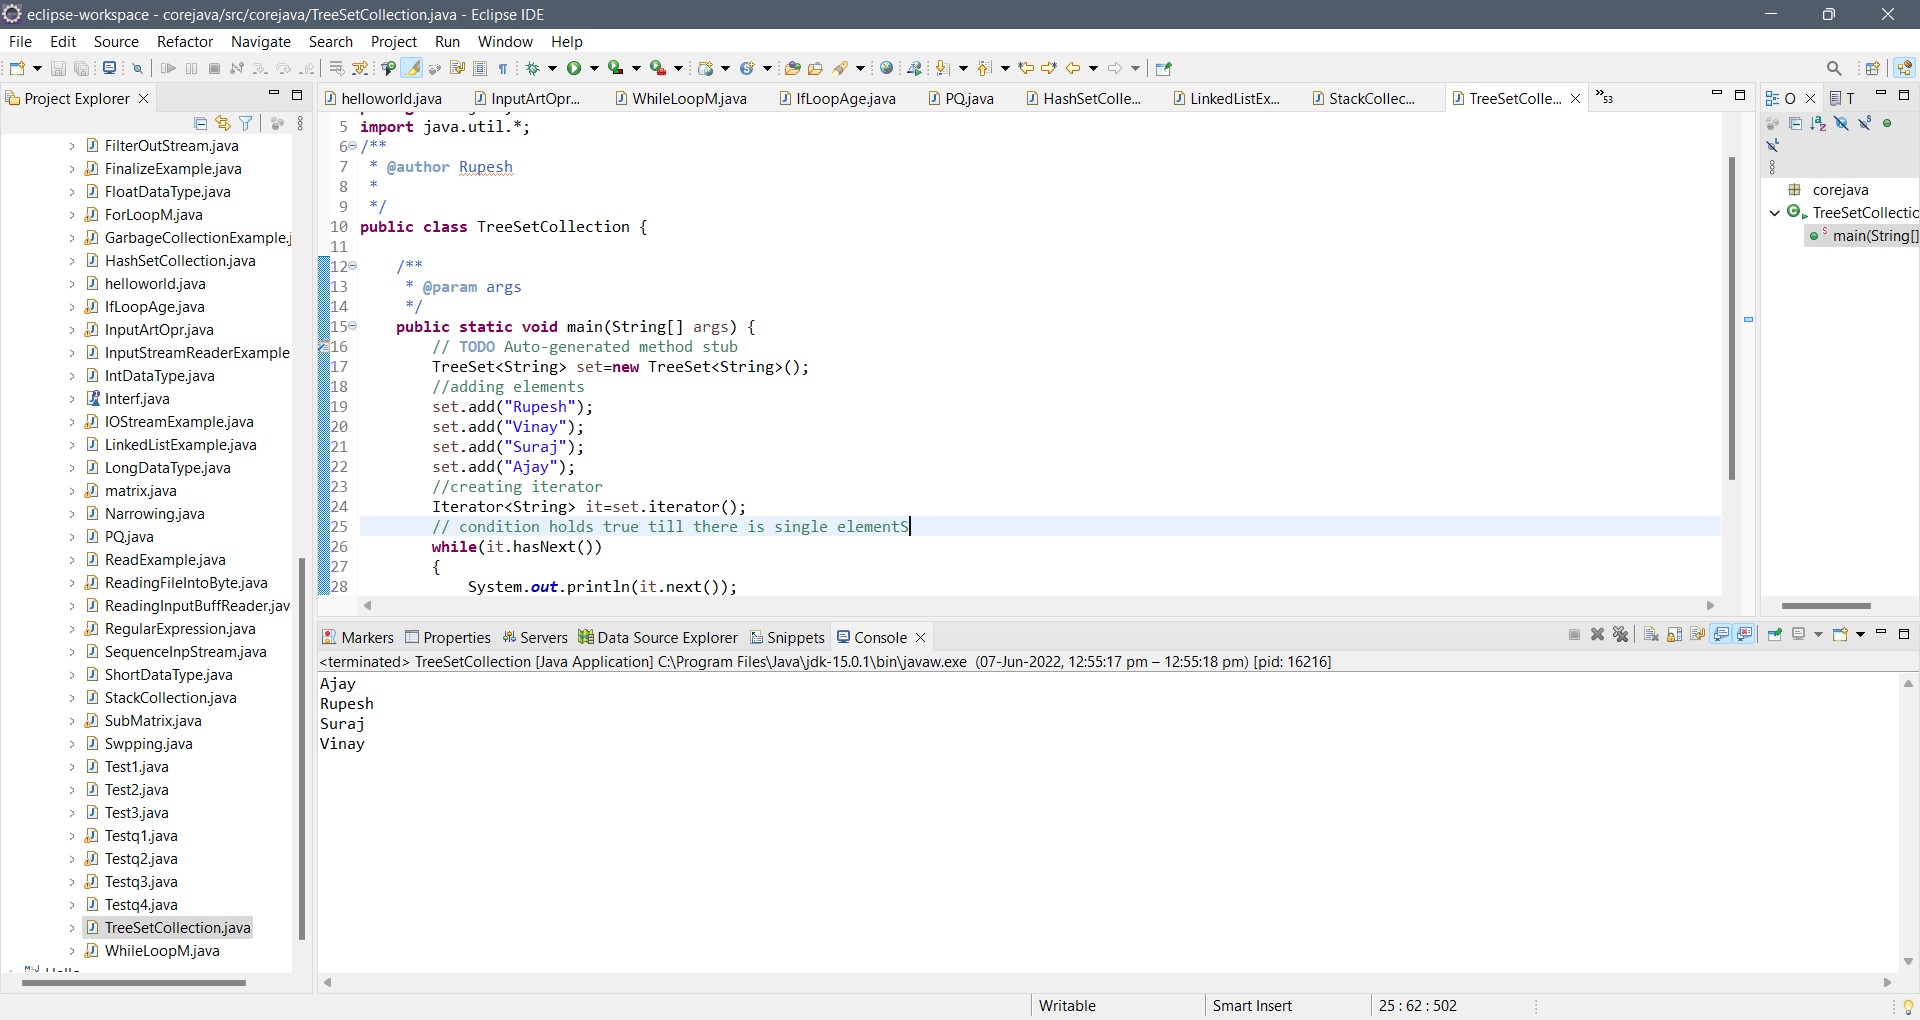 eclipse-workspace - corejava/src/corejava/TreeSetCollection.java - Eclipse IDE
File Edit Source Refactor Navigate Search Project Run Window Help
Project Explorer
FilterOutStream.java
FinalizeExample.java
FloatDataType.java
ForLoopM.java
GarbageCollectionExample.j
HashSetCollection.java
helloworld.java
IfLoopAge.java
InputArtOpr.java
InputStreamReaderExample
IntDataType.java
Interf.java
IOStreamExample.java
LinkedListExample.java
LongDataType.java
matrix.java
Narrowing.java
PQ.java
ReadExample.java
ReadingFileIntoByte.java
ReadingInputBuffReader.jav
RegularExpression.java
SequenceInpStream.java
ShortDataType.java
StackCollection.java
SubMatrix.java
Swpping.java
Test1.java
Test2.java
Test3.java
Testq1.java
Testq2.java
Testq3.java
Testq4.java
TreeSetCollection.java
WhileLoopM.java
helloworld.java InputArtOpr... WhileLoopM.java IfLoopAge.java PQ.java HashSetColle... LinkedListEx... StackCollec... TreeSetColle... »53
5 import java.util.*;
6 /**
7 * @author Rupesh
8 *
9 */
10 public class TreeSetCollection {
11
12 /**
13 * @param args
14 */
15 public static void main(String[] args) {
16 // TODO Auto-generated method stub
17 TreeSet<String> set=new TreeSet<String>();
18 //adding elements
19 set.add("Rupesh");
20 set.add("Vinay");
21 set.add("Suraj");
22 set.add("Ajay");
23 //creating iterator
24 Iterator<String> it=set.iterator();
25 // condition holds true till there is single elementS
26 while(it.hasNext())
27 {
28 System.out.println(it.next());
O T
corejava
TreeSetCollectic
main(String[]
Markers Properties Servers Data Source Explorer Snippets Console
<terminated> TreeSetCollection [Java Application] C:\Program Files\Java\jdk-15.0.1\bin\javaw.exe (07-Jun-2022, 12:55:17 pm – 12:55:18 pm) [pid: 16216]
Ajay
Rupesh
Suraj
Vinay
Writable Smart Insert 25 : 62 : 502